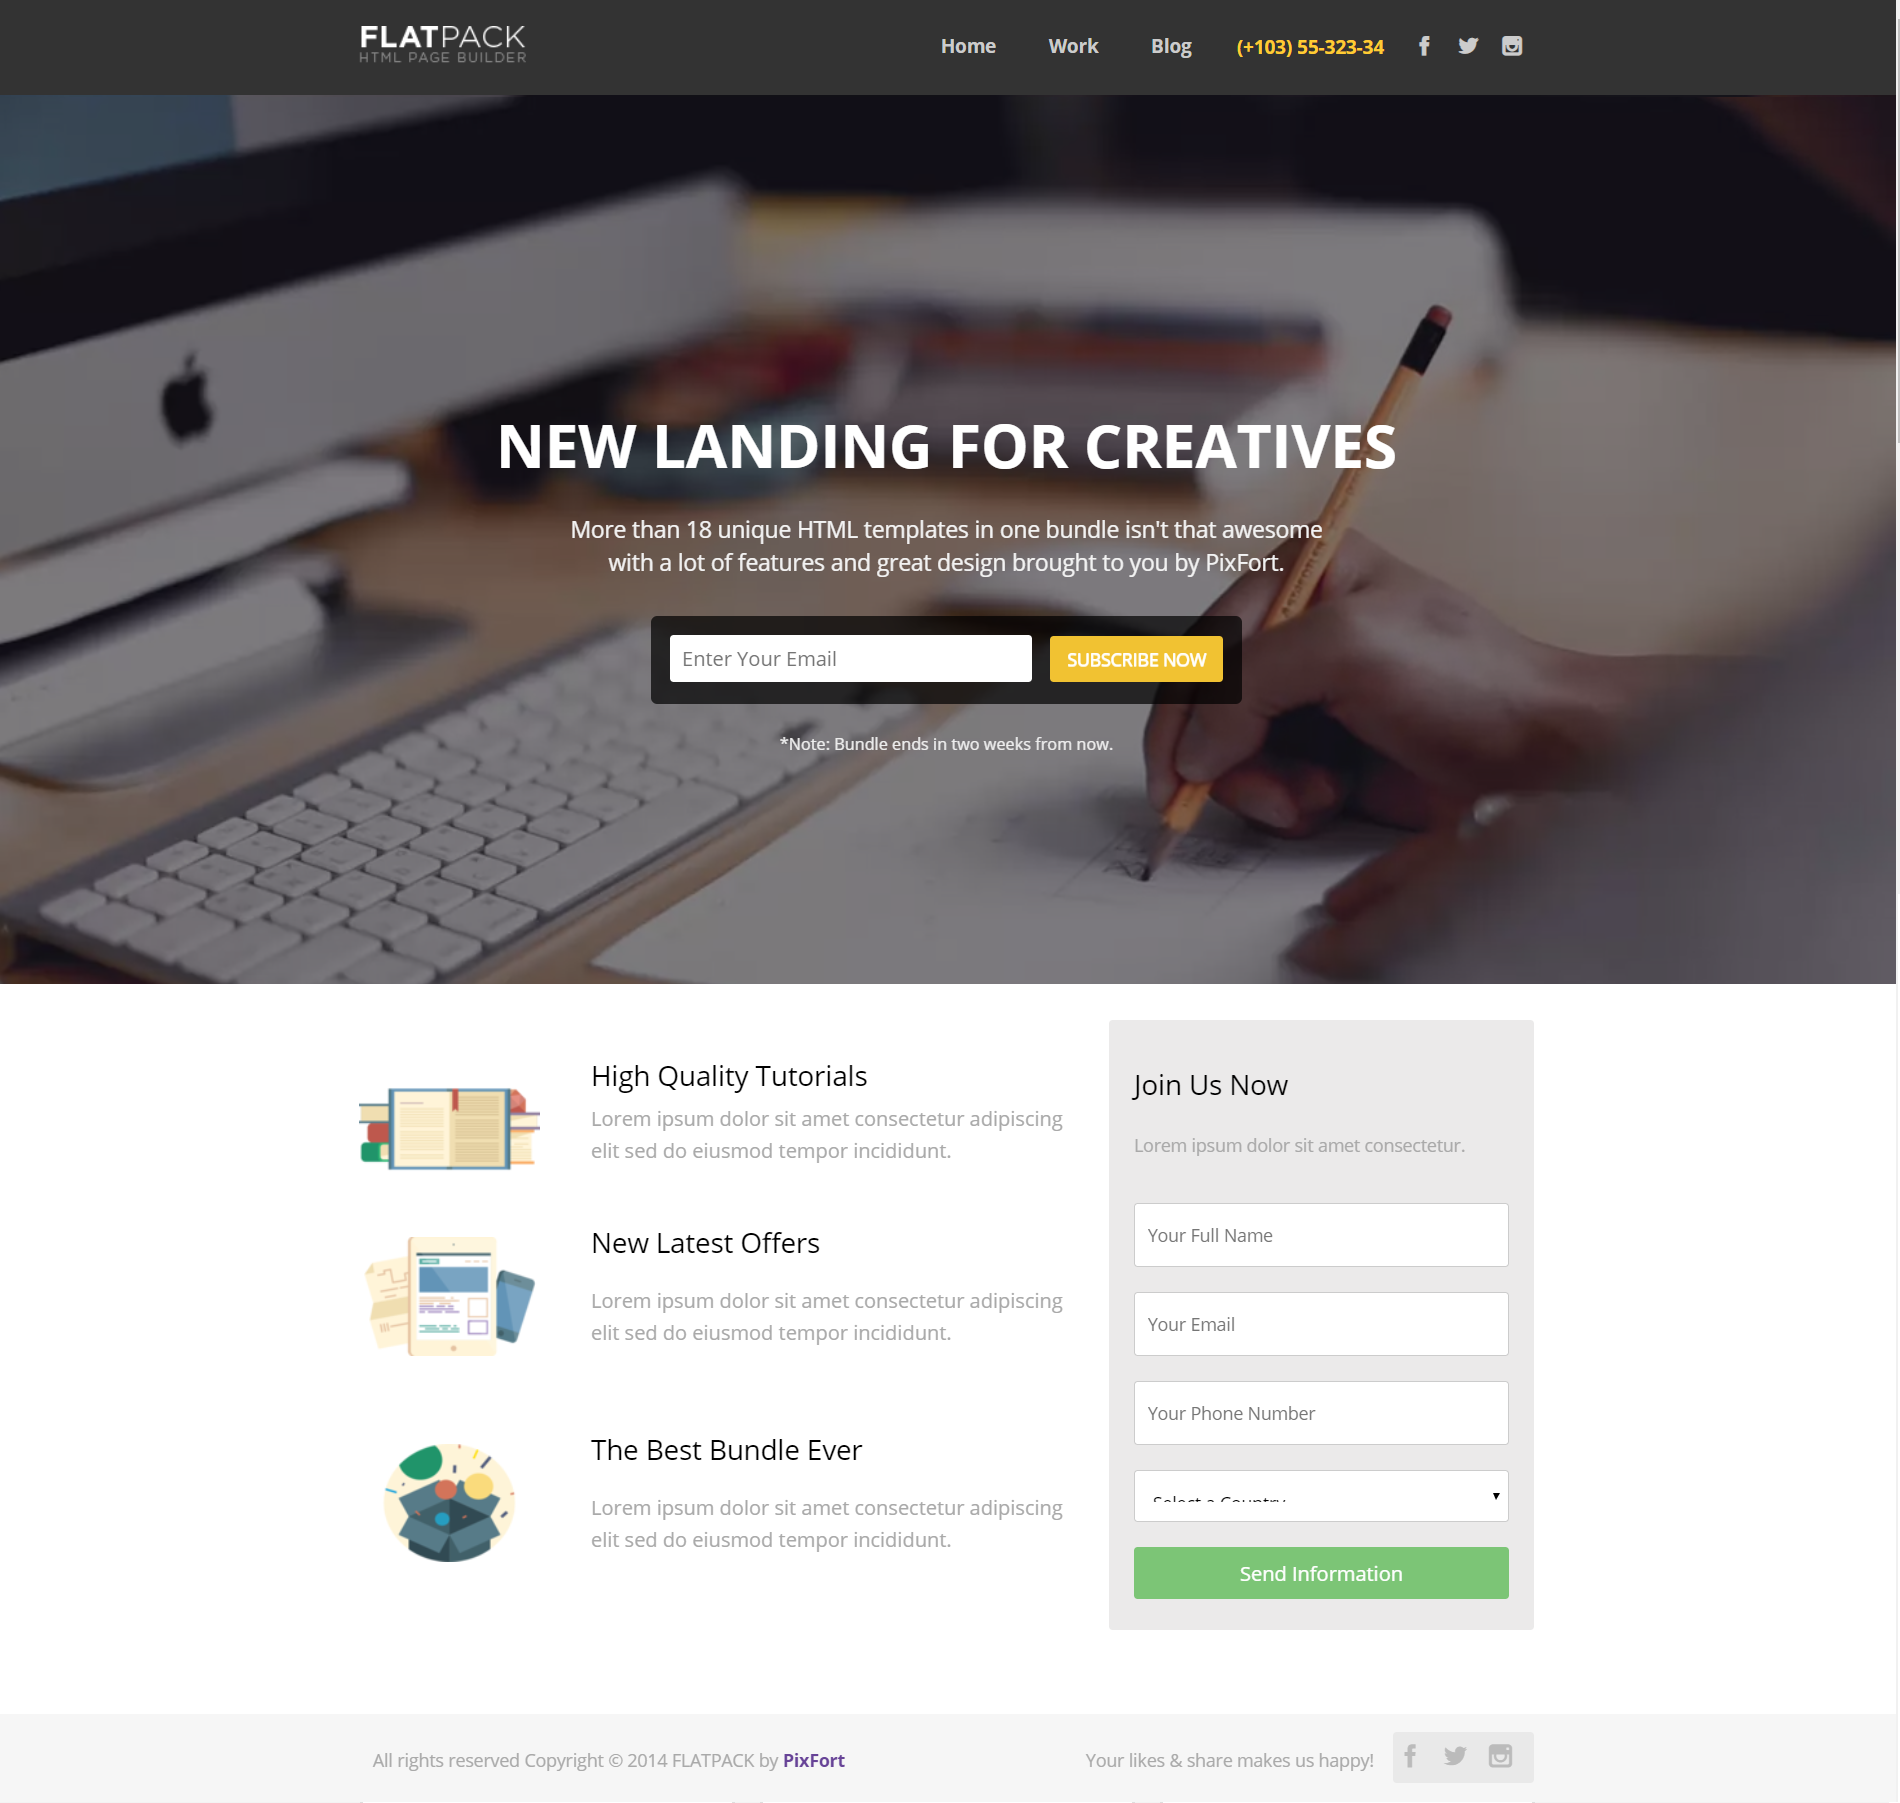 FLATPACK
HTML PAGE BUILDER
Home
Work
Blog
(+103) 55-323-34
NEW LANDING FOR CREATIVES
More than 18 unique HTML templates in one bundle isn't that awesome
with a lot of features and great design brought to you by PixFort.
Enter Your Email
SUBSCRIBE NOW
*Note: Bundle ends in two weeks from now.
High Quality Tutorials
Lorem ipsum dolor sit amet consectetur adipiscing
elit sed do eiusmod tempor incididunt.
New Latest Offers
Lorem ipsum dolor sit amet consectetur adipiscing
elit sed do eiusmod tempor incididunt.
The Best Bundle Ever
Lorem ipsum dolor sit amet consectetur adipiscing
elit sed do eiusmod tempor incididunt.
Join Us Now
Lorem ipsum dolor sit amet consectetur.
Your Full Name
Your Email
Your Phone Number
Select a Country
Send Information
All rights reserved Copyright © 2014 FLATPACK by PixFort
Your likes & share makes us happy!